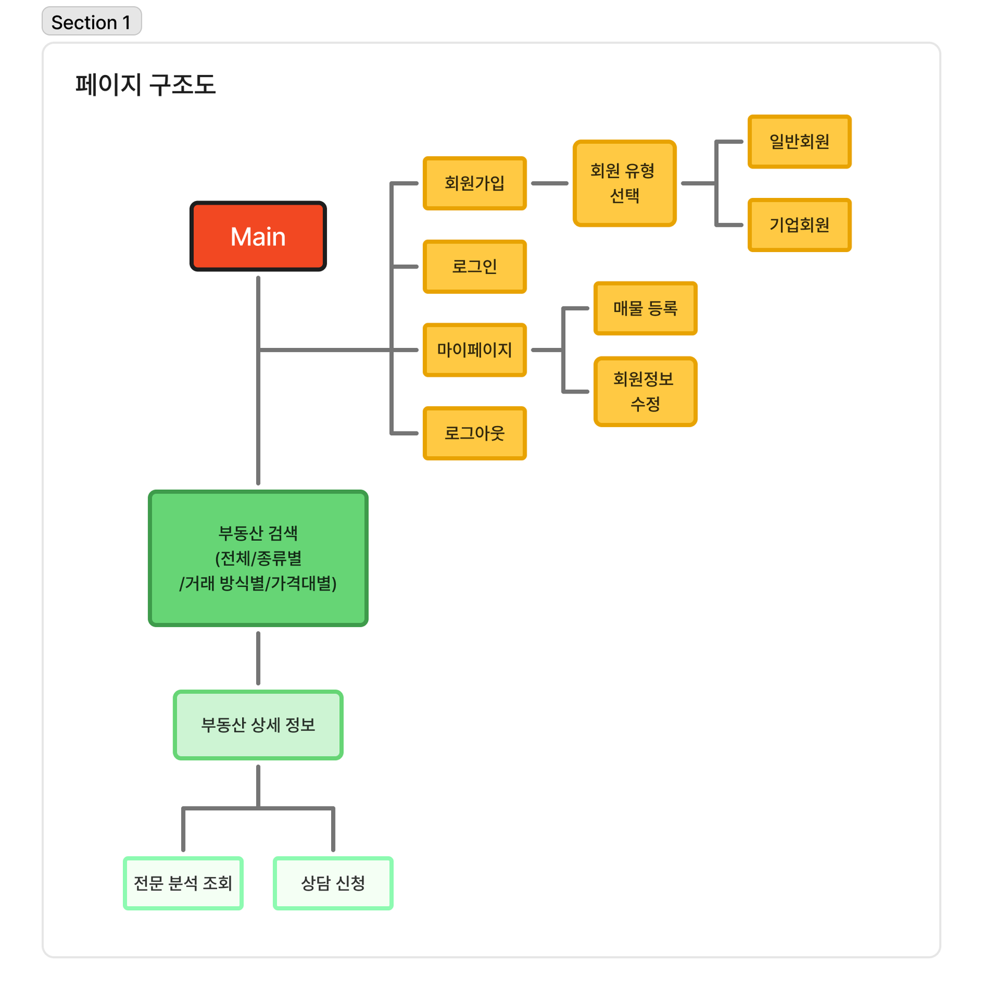 Section 1
페이지 구조도
일반회원
회원가입
회원 유형
선택
기업회원
Main
로그인
매물 등록
마이페이지
회원정보
수정
로그아웃
부동산 검색
(전체/종류별
/거래 방식별/가격대별)
부동산 상세 정보
전문 분석 조회
상담 신청